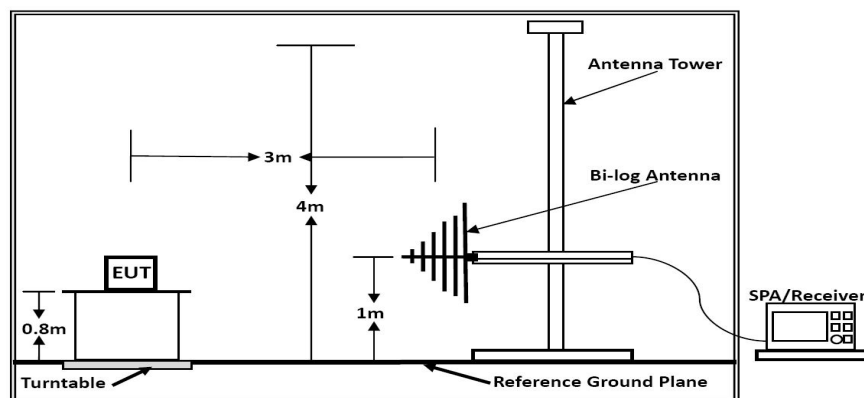 Antenna Tower
3m
Bi-log Antenna
4m
EUT
SPA/Receiver
0.8m
1m
Turntable
Reference Ground Plane